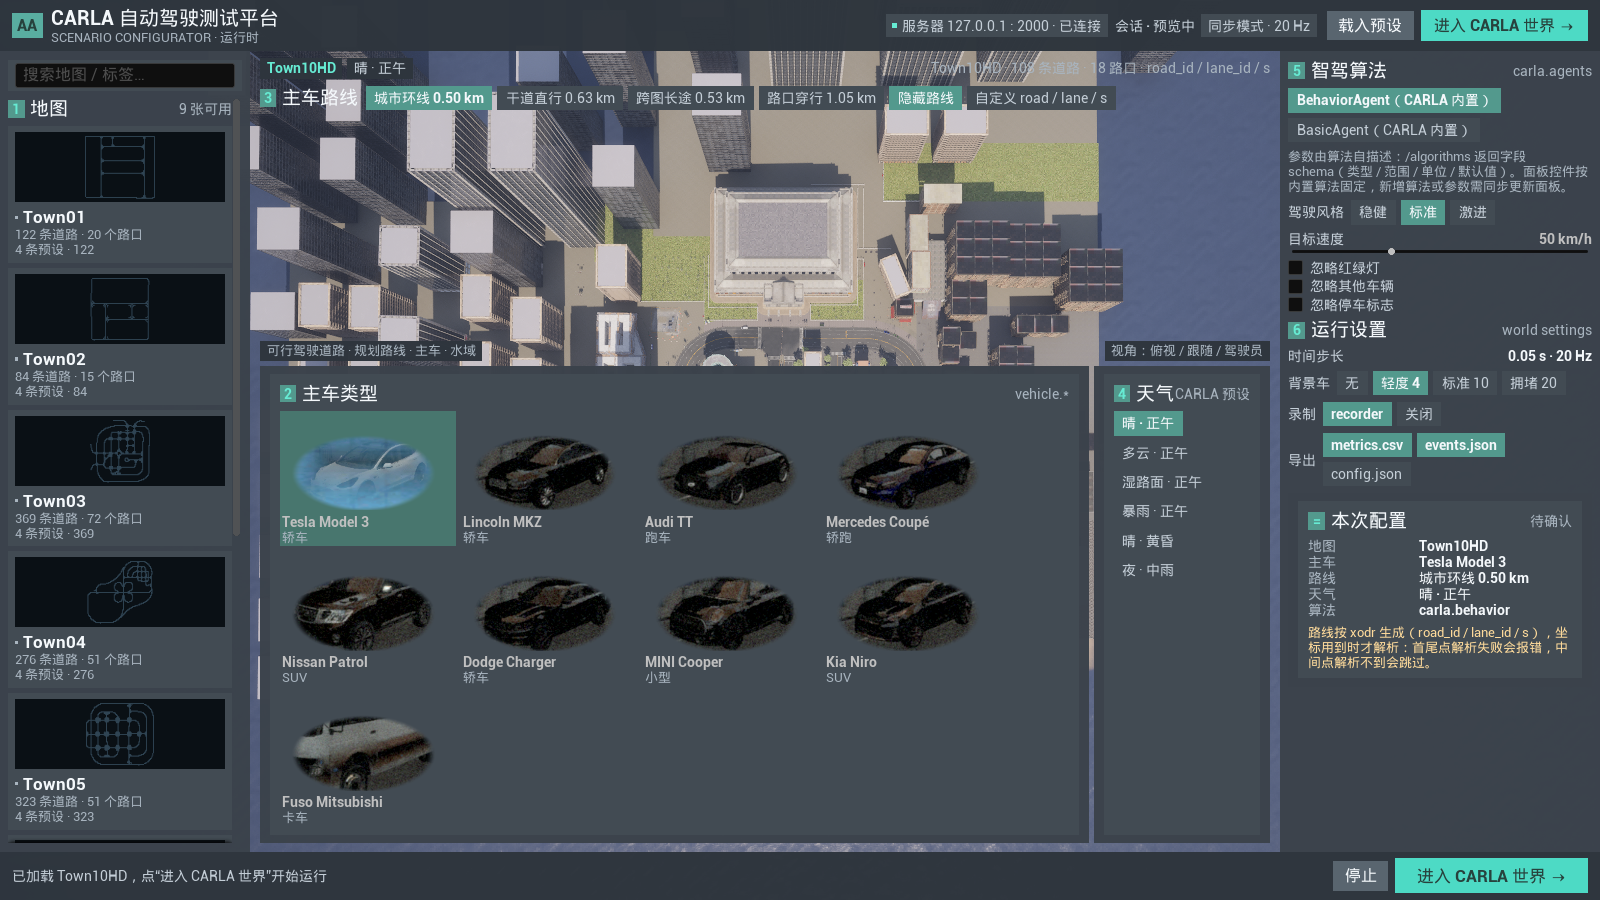 AA
CARLA 自动驾驶测试平台
SCENARIO CONFIGURATOR · 运行时
服务器 127.0.0.1 : 2000 · 已连接
会话 · 预览中
同步模式 · 20 Hz
载入预设
进入 CARLA 世界 →
搜索地图 / 标签...
1 地图
9 张可用
Town01
122 条道路 · 20 个路口
4 条预设 · 122
Town02
84 条道路 · 15 个路口
4 条预设 · 84
Town03
369 条道路 · 72 个路口
4 条预设 · 369
Town04
276 条道路 · 51 个路口
4 条预设 · 276
Town05
323 条道路 · 51 个路口
4 条预设 · 323
Town10HD 晴 · 正午
Town10HD · 109 条道路 · 18 路口 · road_id / lane_id / s
3 主车路线
城市环线 0.50 km
干道直行 0.63 km
跨图长途 0.53 km
路口穿行 1.05 km
隐藏路线
自定义 road / lane / s
可行驾驶道路 · 规划路线 · 主车 · 水域
视角 : 俯视 / 跟随 / 驾驶员
2 主车类型
vehicle.*
Tesla Model 3
轿车
Lincoln MKZ
轿车
Audi TT
跑车
Mercedes Coupé
轿跑
Nissan Patrol
SUV
Dodge Charger
轿车
MINI Cooper
小型
Kia Niro
SUV
Fuso Mitsubishi
卡车
4 天气
CARLA 预设
晴 · 正午
多云 · 正午
湿路面 · 正午
暴雨 · 正午
晴 · 黄昏
夜 · 中雨
5 智驾算法
carla.agents
BehaviorAgent（CARLA 内置）
BasicAgent（CARLA 内置）
参数由算法自描述：/algorithms 返回字段
schema（类型 / 范围 / 单位 / 默认值）。面板控件按
内置算法固定，新增算法或参数需同步更新面板。
驾驶风格
稳健
标准
激进
目标速度
50 km/h
忽略红绿灯
忽略其他车辆
忽略停车标志
6 运行设置
world settings
时间步长
0.05 s · 20 Hz
背景车
无
轻度 4
标准 10
拥堵 20
录制
recorder
关闭
导出
metrics.csv
events.json
config.json
= 本次配置
待确认
地图 Town10HD
主车 Tesla Model 3
路线 城市环线 0.50 km
天气 晴 · 正午
算法 carla.behavior
路线按 xodr 生成（road_id / lane_id / s），坐
标用到时才解析：首尾点解析失败会报错，中
间点解析不到会跳过。
已加载 Town10HD，点“进入 CARLA 世界”开始运行
停止
进入 CARLA 世界 →